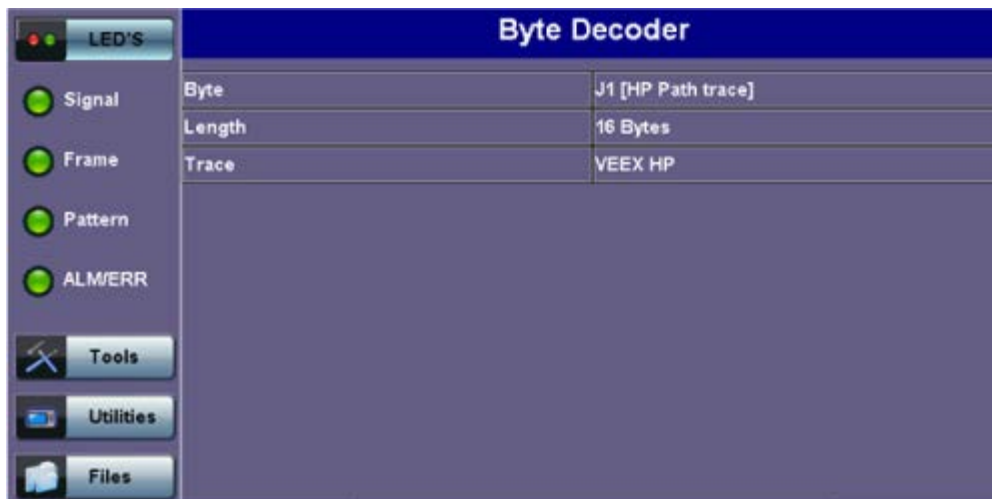 LED'S
Byte Decoder
Signal
Frame
Pattern
ALM/ERR
Tools
Utilities
Files
Byte J1 [HP Path trace]
Length 16 Bytes
Trace VEEX HP